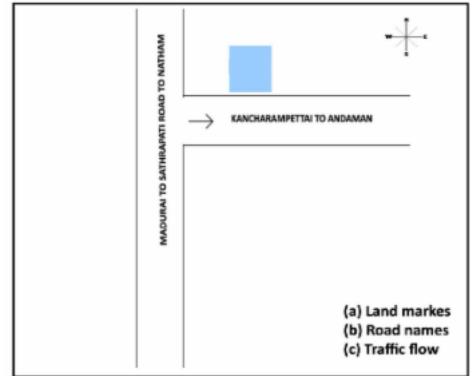 N
W E
S
MADURAI TO SATHRAPATI ROAD TO NATHAM
KANCHARAMPETTAI TO ANDAMAN
(a) Land markes
(b) Road names
(c) Traffic flow